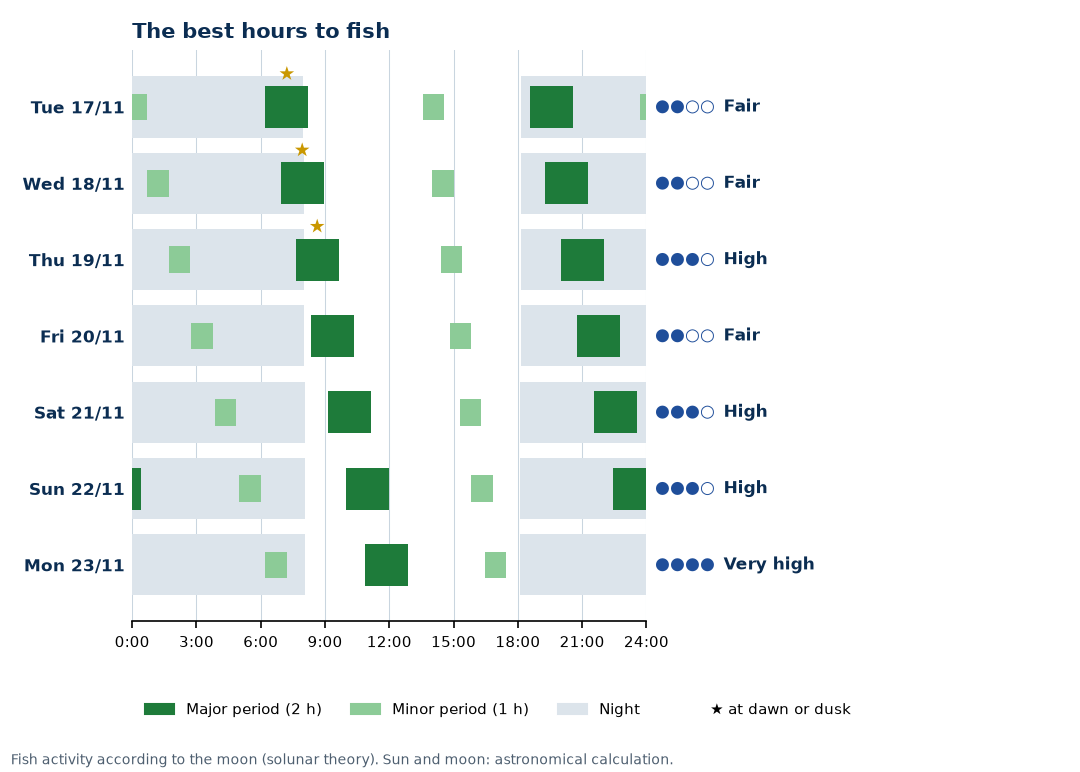 The best hours to fish
★
Tue 17/11 ●●○○ Fair
★
Wed 18/11 ●●○○ Fair
★
Thu 19/11 ●●●○ High
Fri 20/11 ●●○○ Fair
Sat 21/11 ●●●○ High
Sun 22/11 ●●●○ High
Mon 23/11 ●●●● Very high
0:00 3:00 6:00 9:00 12:00 15:00 18:00 21:00 24:00
Major period (2 h) Minor period (1 h) Night ★ at dawn or dusk
Fish activity according to the moon (solunar theory). Sun and moon: astronomical calculation.